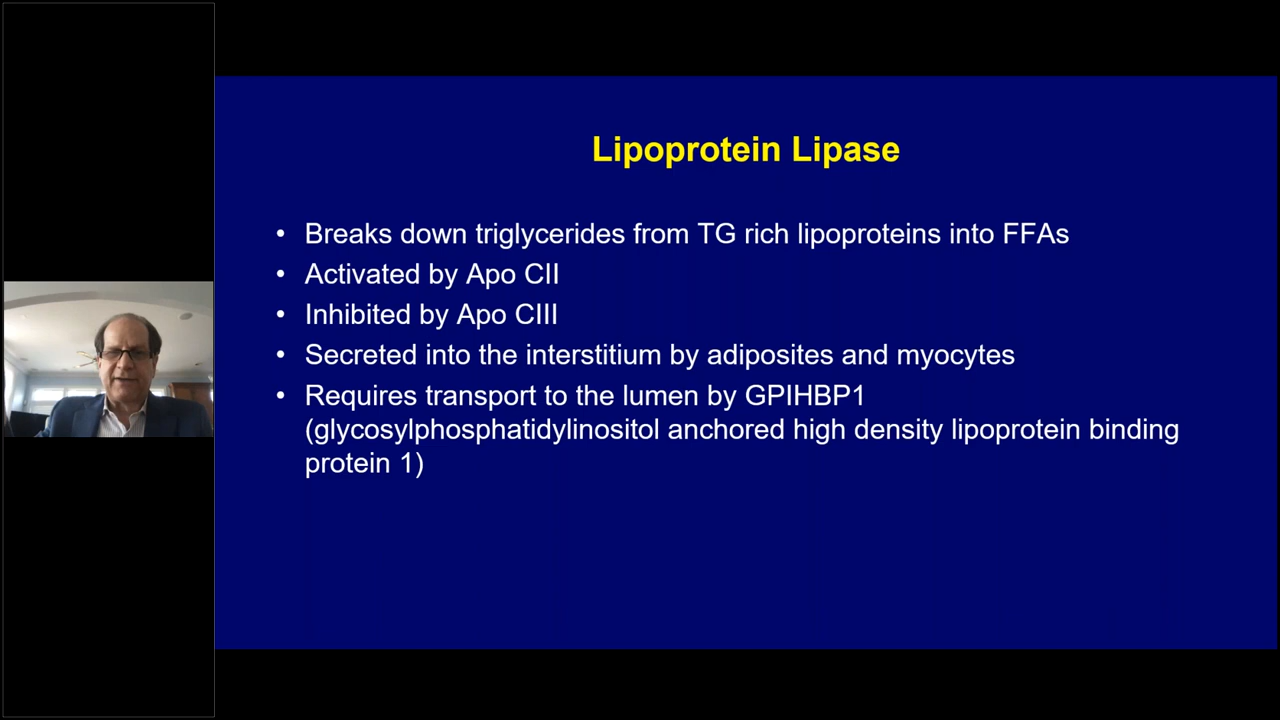 Lipoprotein Lipase
• Breaks down triglycerides from TG rich lipoproteins into FFAs
• Activated by Apo CII
• Inhibited by Apo CIII
• Secreted into the interstitium by adiposites and myocytes
• Requires transport to the lumen by GPIHBP1
(glycosylphosphatidylinositol anchored high density lipoprotein binding
protein 1)